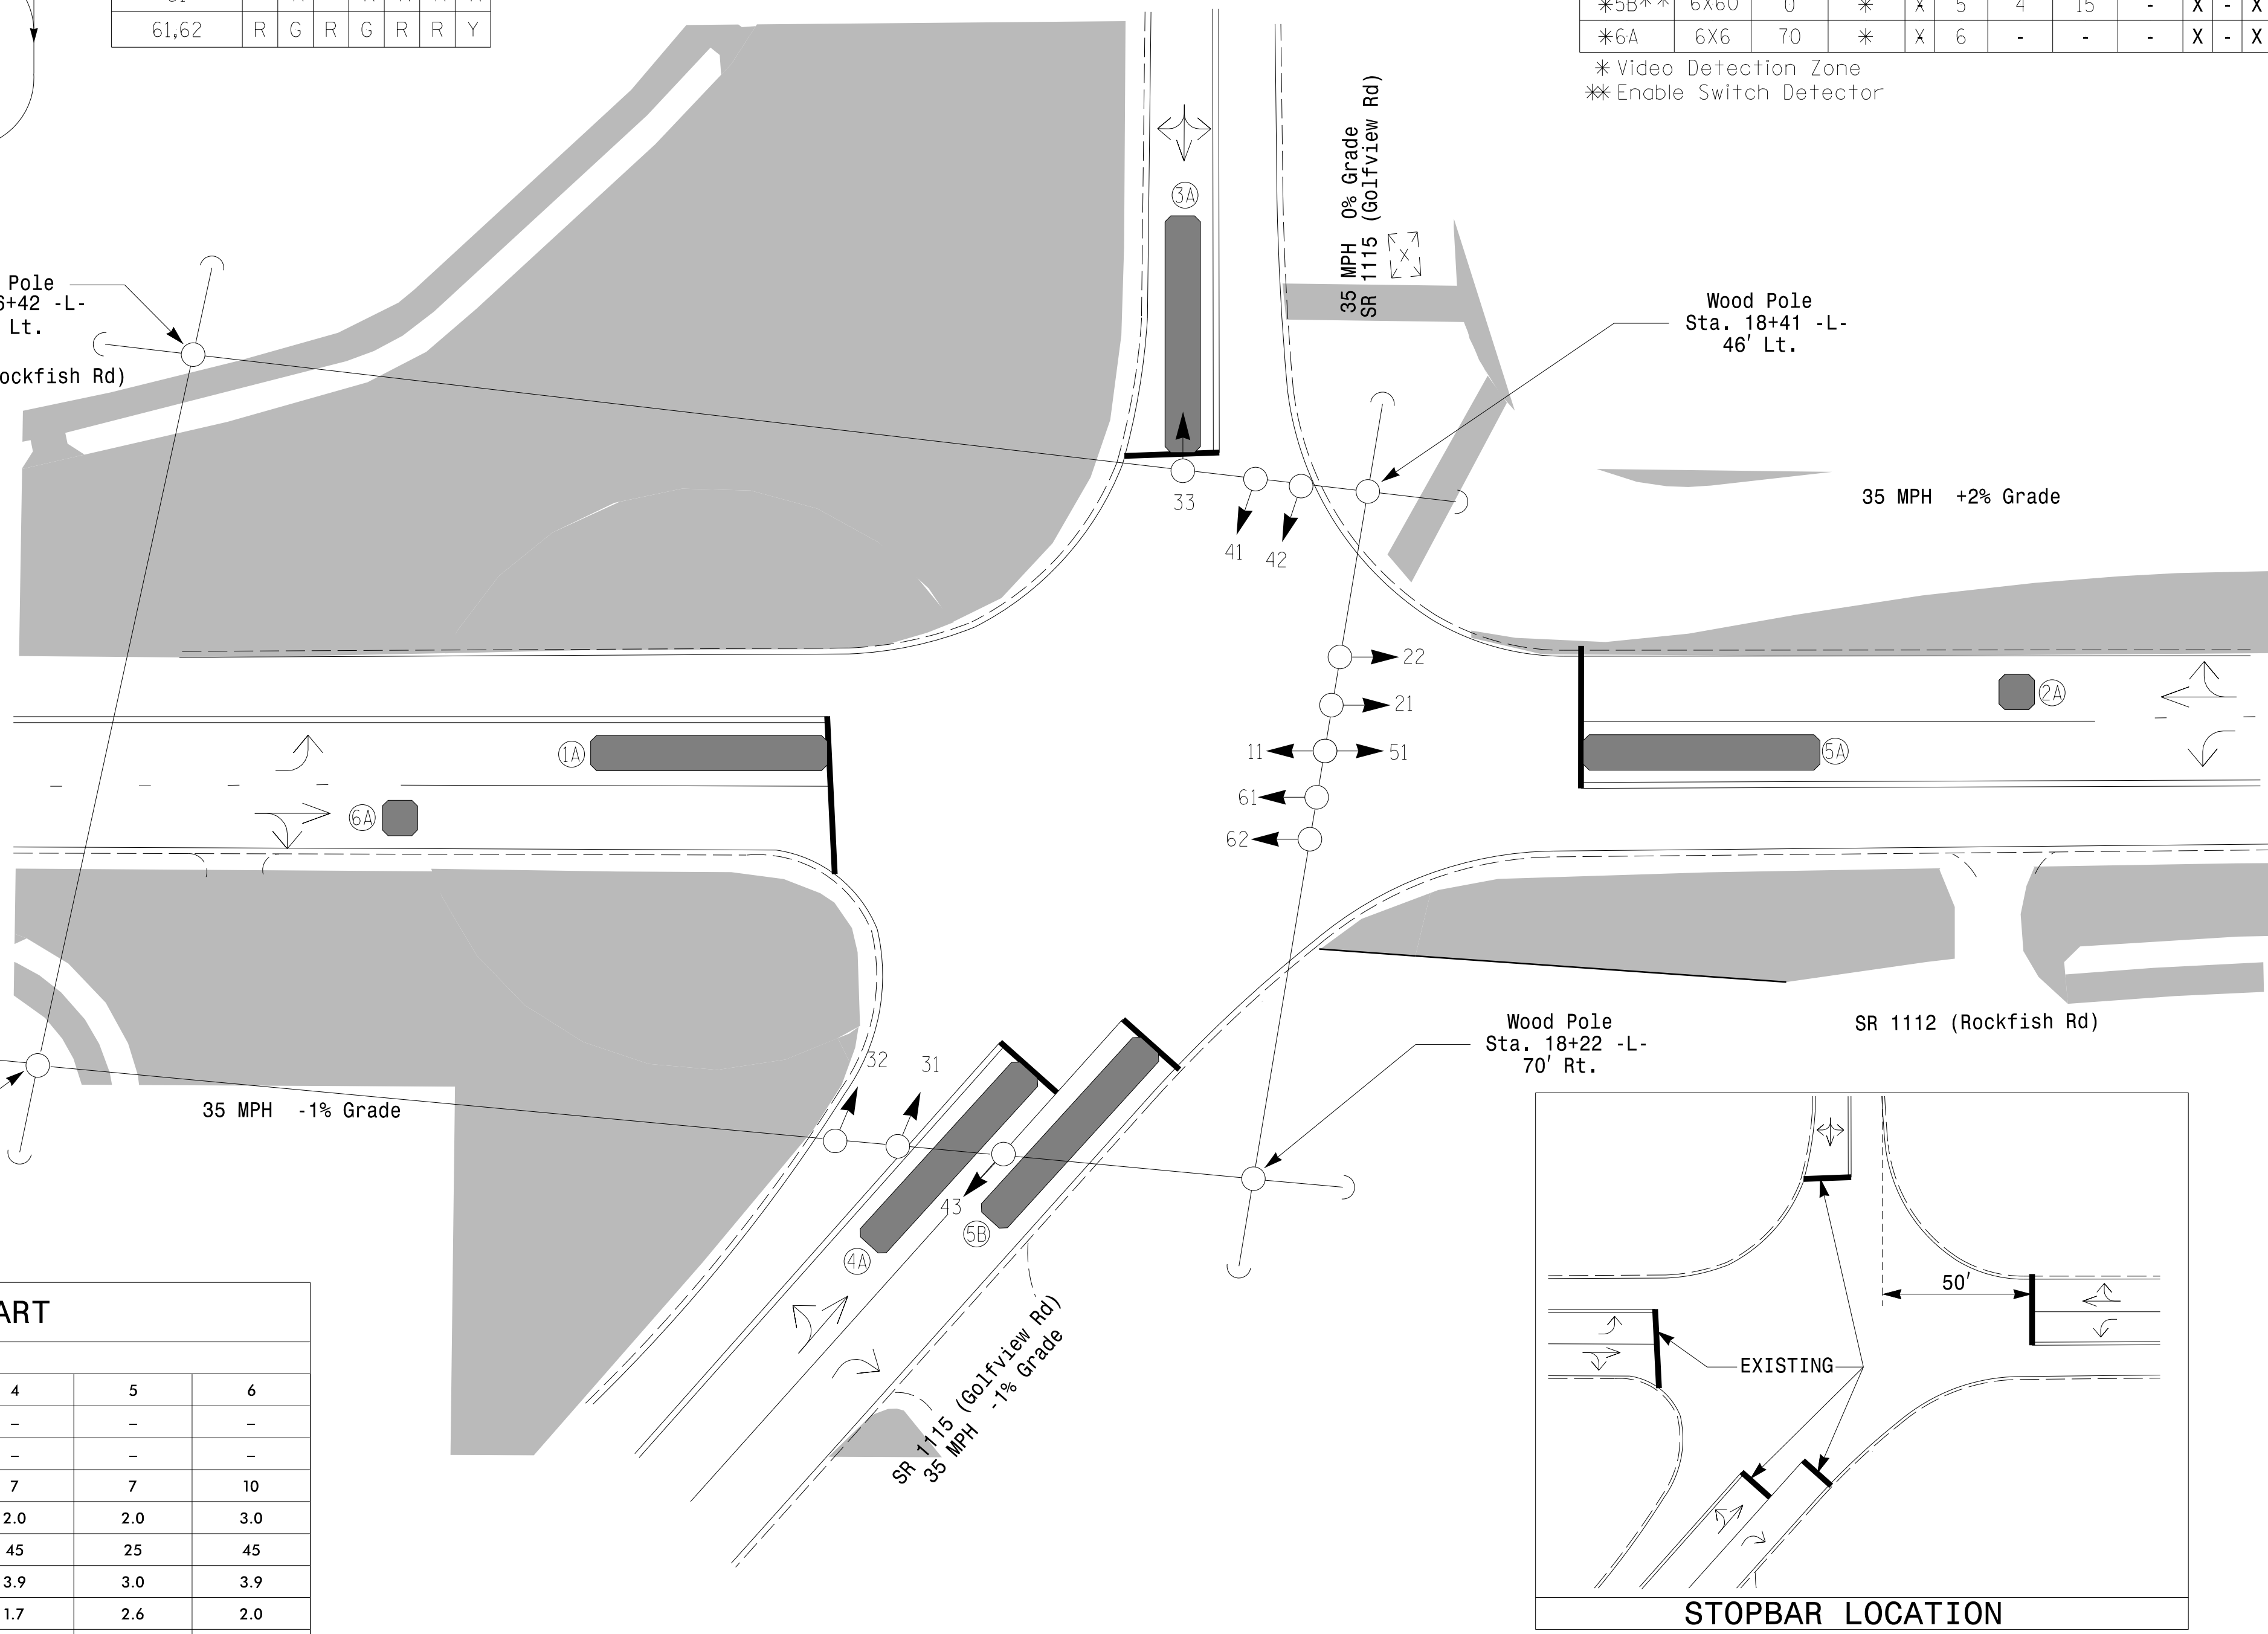 61,62 R G R G R R Y
*5B** 6X60 0 * X 5 4 15 - X - X
*6A 6X6 70 * X 6 - - - X - X
* Video Detection Zone
** Enable Switch Detector
Pole
6+42 -L-
Lt.
ockfish Rd)
3A
35 MPH 0% Grade
SR 1115 (Golfview Rd)
X
Wood Pole
Sta. 18+41 -L-
46' Lt.
35 MPH +2% Grade
33
41
42
22
21
11
51
61
62
1A
6A
2A
5A
SR 1112 (Rockfish Rd)
Wood Pole
Sta. 18+22 -L-
70' Rt.
32
31
35 MPH -1% Grade
43
5B
4A
SR 1115 (Golfview Rd)
35 MPH -1% Grade
ART
4 5 6
– – –
– – –
7 7 10
2.0 2.0 3.0
45 25 45
3.9 3.0 3.9
1.7 2.6 2.0
50'
EXISTING
STOPBAR LOCATION